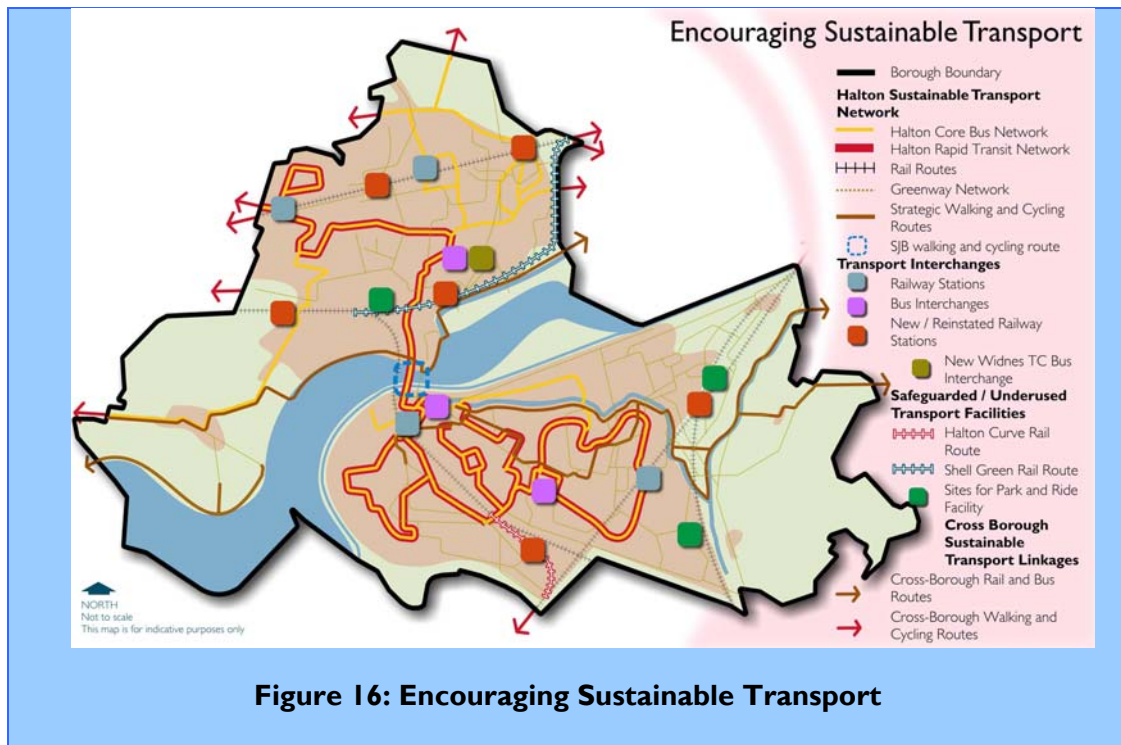 Encouraging Sustainable Transport
Borough Boundary
Halton Sustainable Transport
Network
Halton Core Bus Network
Halton Rapid Transit Network
Rail Routes
Greenway Network
Strategic Walking and Cycling
Routes
SJB walking and cycling route
Transport Interchanges
Railway Stations
Bus Interchanges
New / Reinstated Railway
Stations
New Widnes TC Bus
Interchange
Safeguarded / Underused
Transport Facilities
Halton Curve Rail
Route
Shell Green Rail Route
Sites for Park and Ride
Facility
Cross Borough
Sustainable
Transport Linkages
Cross-Borough Rail and Bus
Routes
Cross-Borough Walking and
Cycling Routes
NORTH
Not to scale
This map is for indicative purposes only
Figure 16: Encouraging Sustainable Transport